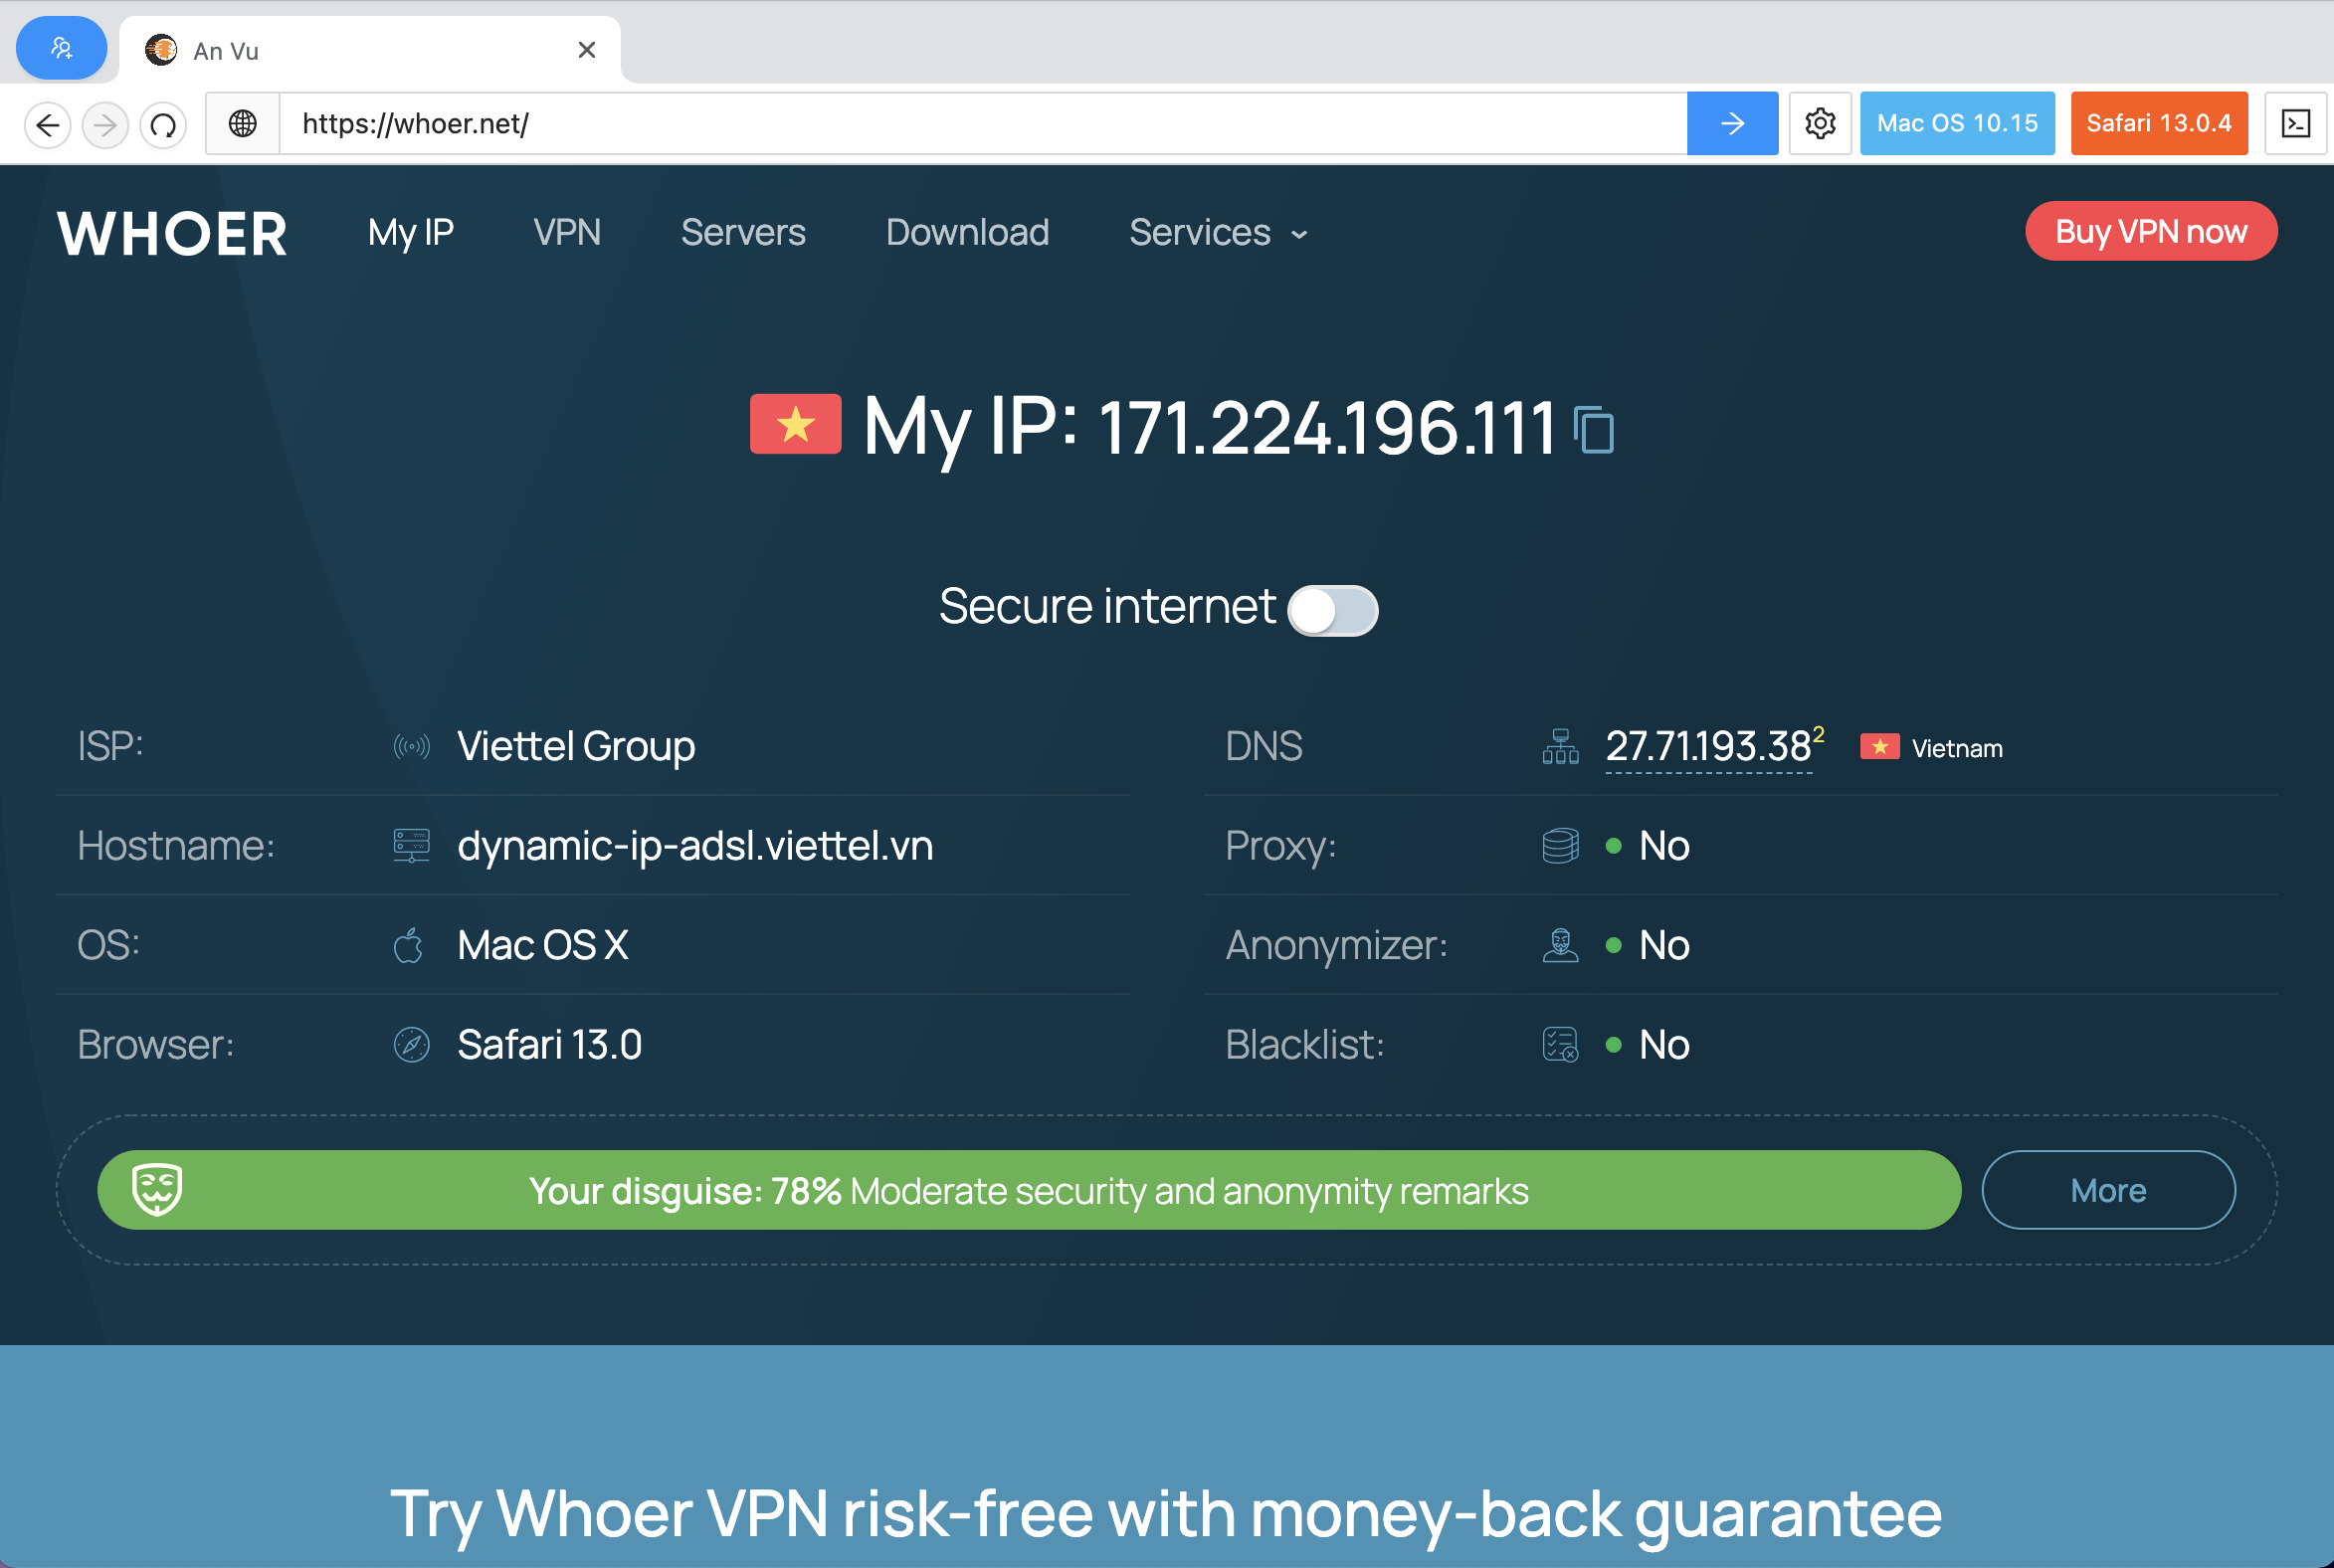 An Vu
https://whoer.net/
Mac OS 10.15
Safari 13.0.4
WHOER My IP VPN Servers Download Services Buy VPN now
My IP: 171.224.196.111
Secure internet
ISP: Viettel Group
DNS 27.71.193.38² Vietnam
Hostname: dynamic-ip-adsl.viettel.vn
Proxy: No
OS: Mac OS X
Anonymizer: No
Browser: Safari 13.0
Blacklist: No
Your disguise: 78% Moderate security and anonymity remarks
More
Try Whoer VPN risk-free with money-back guarantee